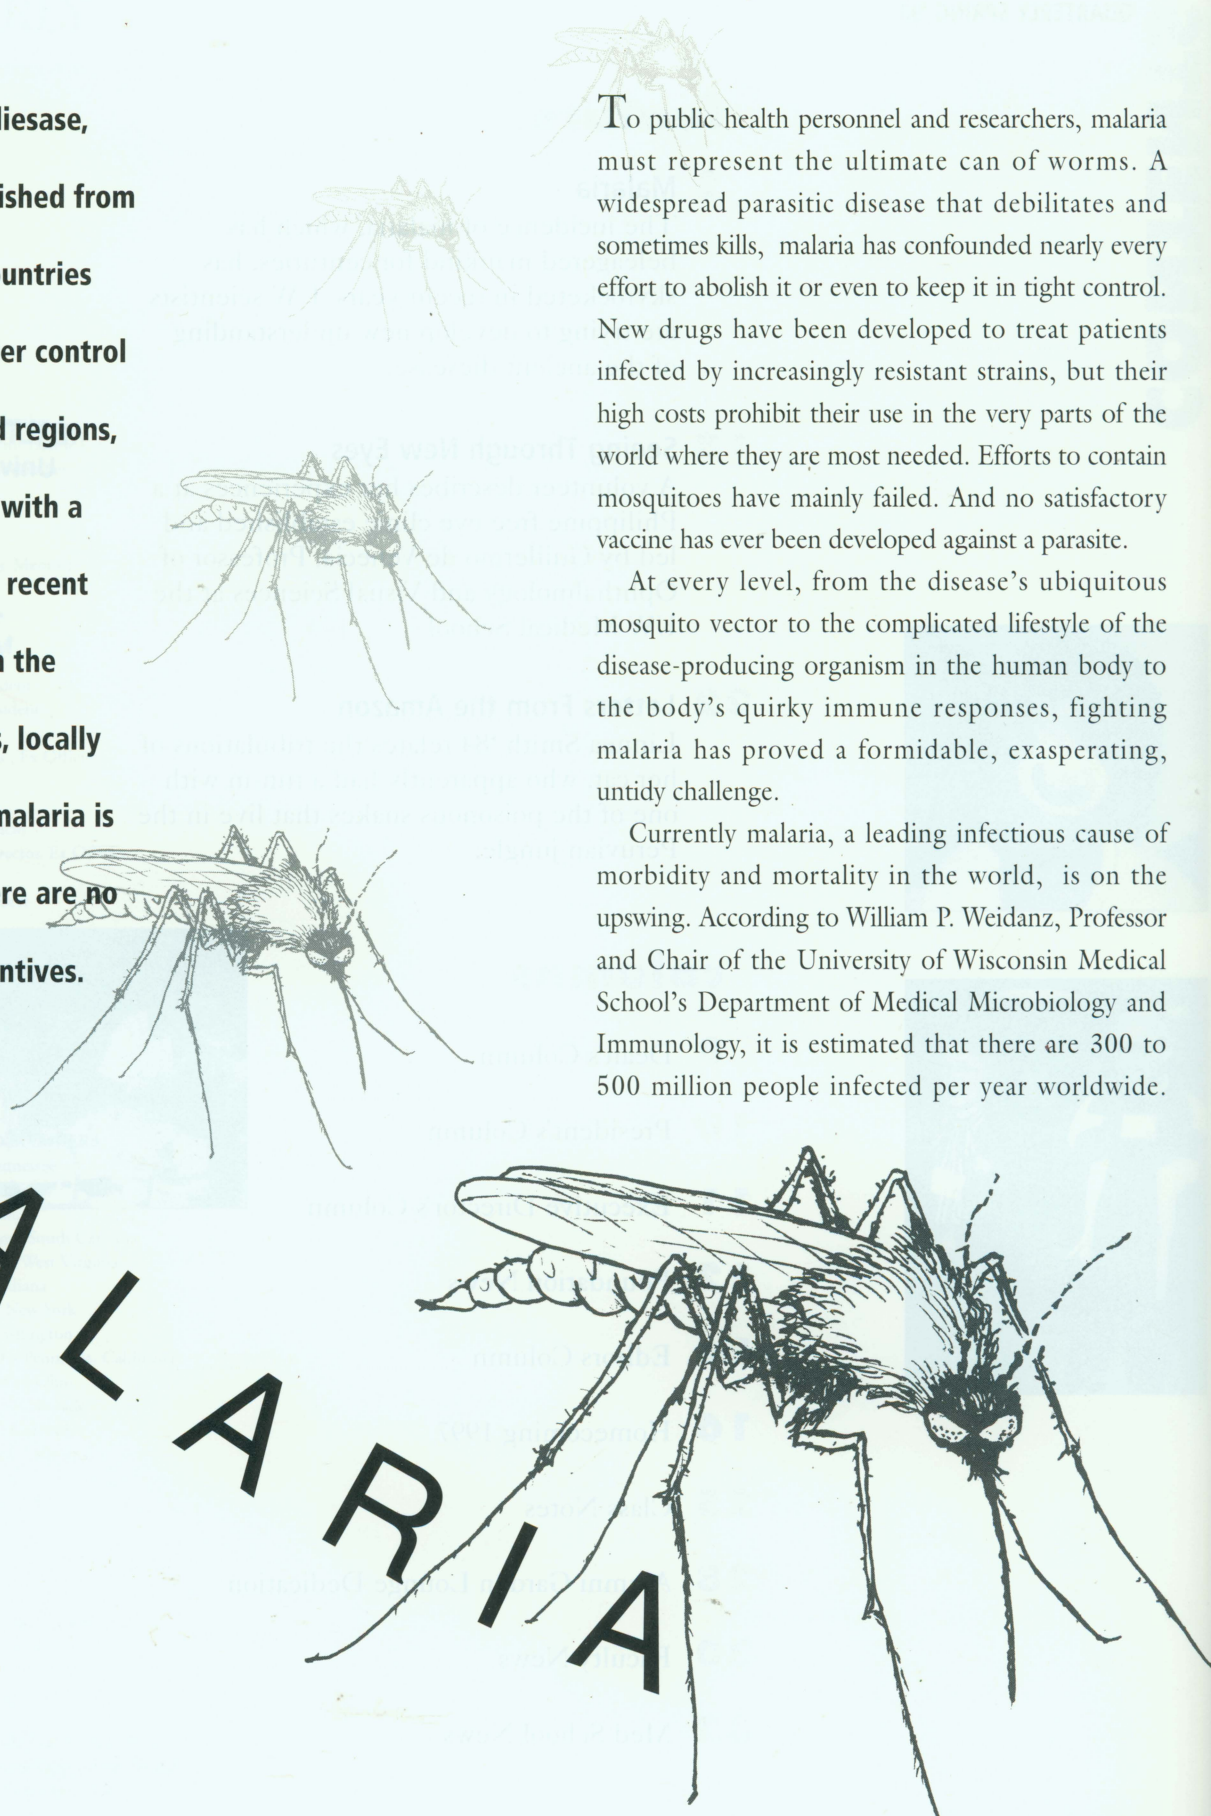 diesase,
ished from
ountries
er control
d regions,
with a
recent
n the
s, locally
malaria is
ere are no
ntives.
ALARIA
To public health personnel and researchers, malaria
must represent the ultimate can of worms. A
widespread parasitic disease that debilitates and
sometimes kills, malaria has confounded nearly every
effort to abolish it or even to keep it in tight control.
New drugs have been developed to treat patients
infected by increasingly resistant strains, but their
high costs prohibit their use in the very parts of the
world where they are most needed. Efforts to contain
mosquitoes have mainly failed. And no satisfactory
vaccine has ever been developed against a parasite.
At every level, from the disease's ubiquitous
mosquito vector to the complicated lifestyle of the
disease-producing organism in the human body to
the body's quirky immune responses, fighting
malaria has proved a formidable, exasperating,
untidy challenge.
Currently malaria, a leading infectious cause of
morbidity and mortality in the world, is on the
upswing. According to William P. Weidanz, Professor
and Chair of the University of Wisconsin Medical
School's Department of Medical Microbiology and
Immunology, it is estimated that there are 300 to
500 million people infected per year worldwide.